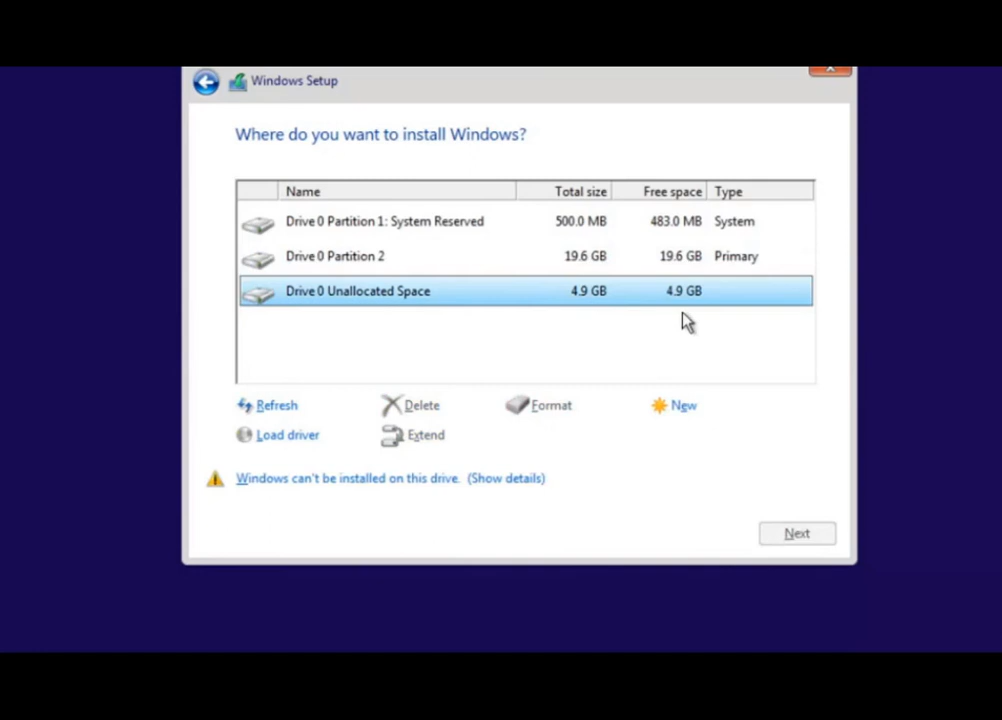 Windows Setup
Where do you want to install Windows?
Name Total size Free space Type
Drive 0 Partition 1: System Reserved 500.0 MB 483.0 MB System
Drive 0 Partition 2 19.6 GB 19.6 GB Primary
Drive 0 Unallocated Space 4.9 GB 4.9 GB
Refresh Delete Format New
Load driver Extend
Windows can't be installed on this drive. (Show details)
Next